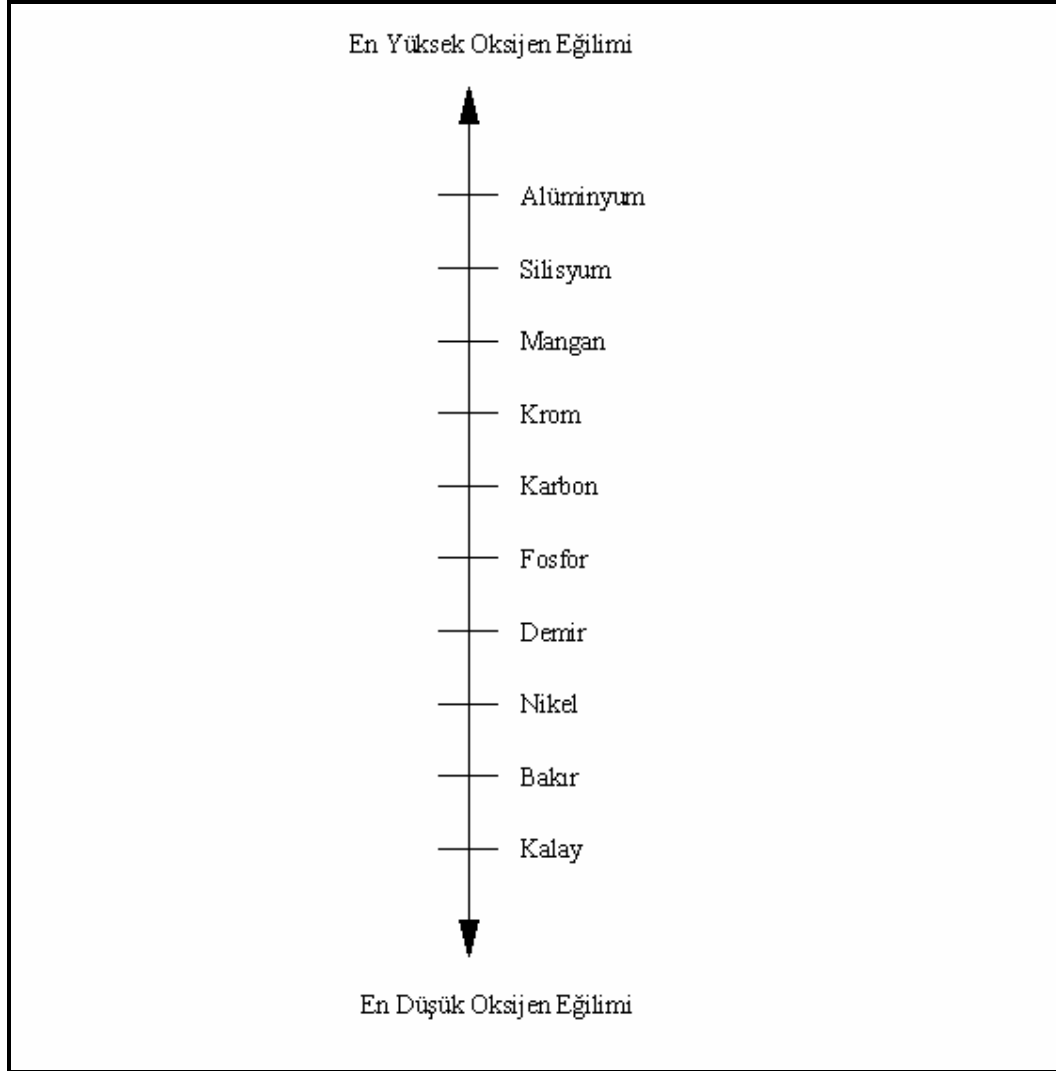 En Yüksek Oksijen Eğilimi
Alüminyum
Silisyum
Mangan
Krom
Karbon
Fosfor
Demir
Nikel
Bakır
Kalay
En Düşük Oksijen Eğilimi